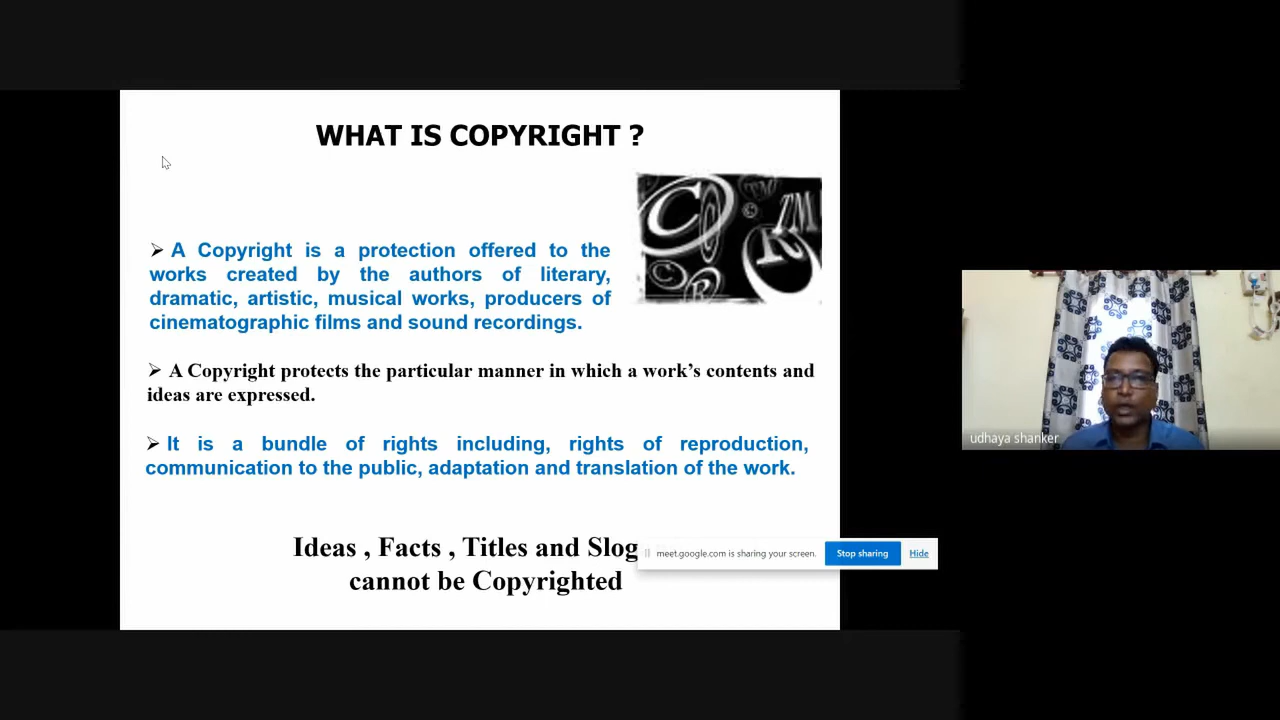 WHAT IS COPYRIGHT ?
➢ A Copyright is a protection offered to the
works created by the authors of literary,
dramatic, artistic, musical works, producers of
cinematographic films and sound recordings.
➢ A Copyright protects the particular manner in which a work’s contents and
ideas are expressed.
➢ It is a bundle of rights including, rights of reproduction,
communication to the public, adaptation and translation of the work.
Ideas , Facts , Titles and Slog
cannot be Copyrighted
meet.google.com is sharing your screen.
Stop sharing
Hide
udhaya shanker
C
©
TM
©
TM
R
©
R